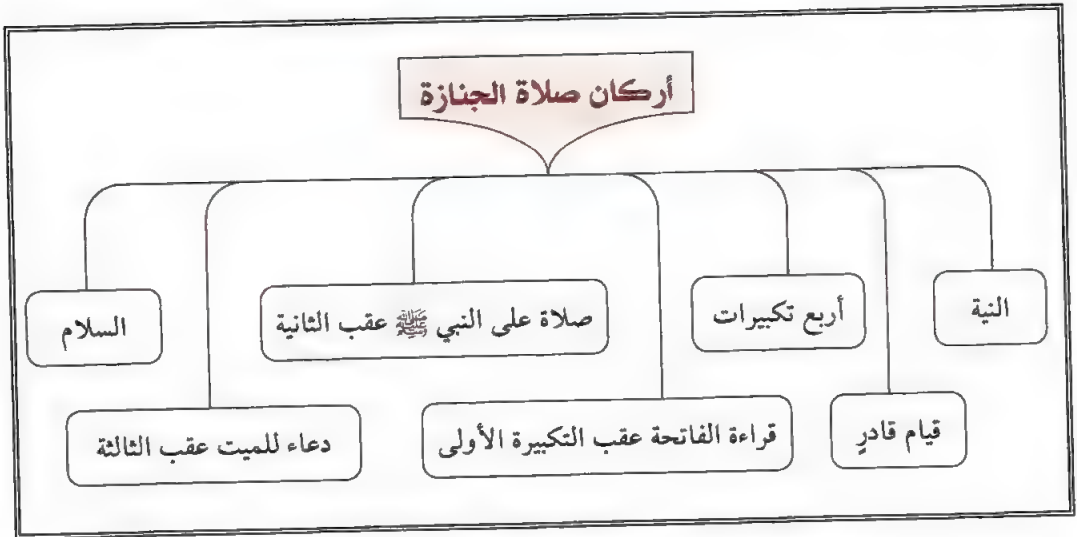 أركان صلاة الجنازة
النية
قيام قادرٍ
أربع تكبيرات
قراءة الفاتحة عقب التكبيرة الأولى
صلاة على النبي ﷺ عقب الثانية
دعاء للميت عقب الثالثة
السلام